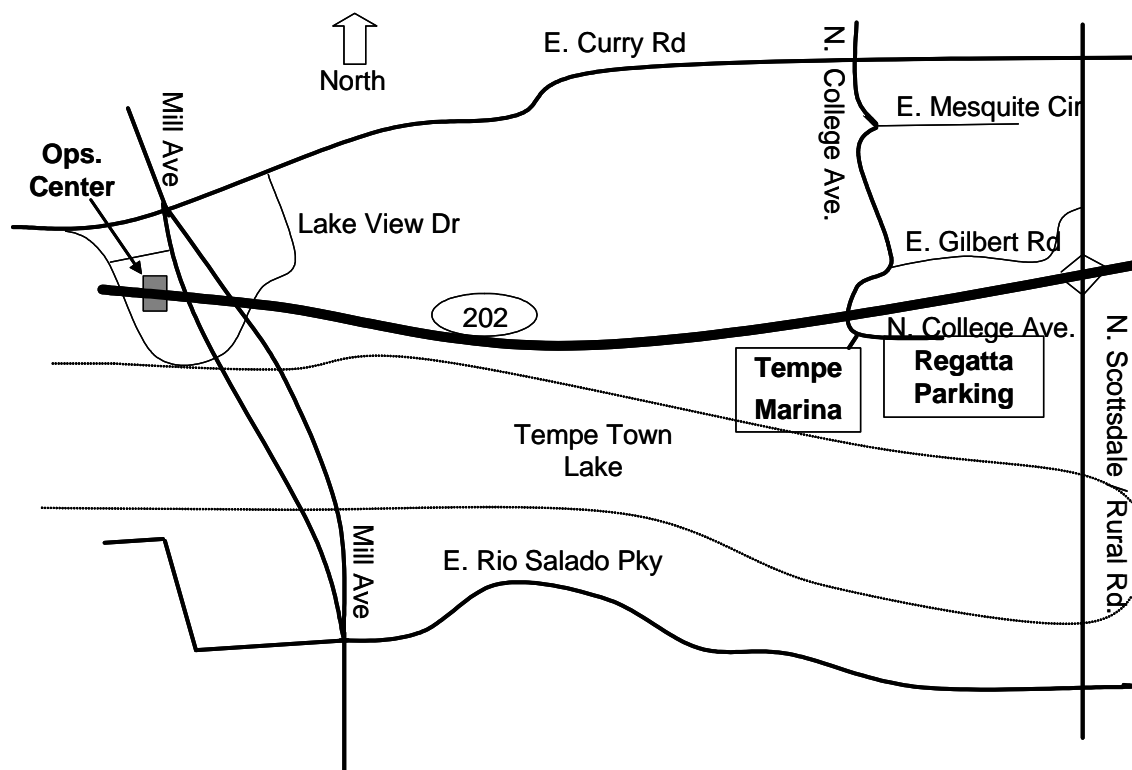 E. Curry Rd
North
N. College Ave.
E. Mesquite Cir
Mill Ave
Ops.
Center
Lake View Dr
E. Gilbert Rd
202
N. College Ave.
Tempe
Marina
Regatta
Parking
N. Scottsdale / Rural Rd.
Tempe Town
Lake
Mill Ave
E. Rio Salado Pky